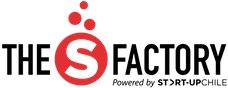 THE S FACTORY
Powered by START-UPCHILE